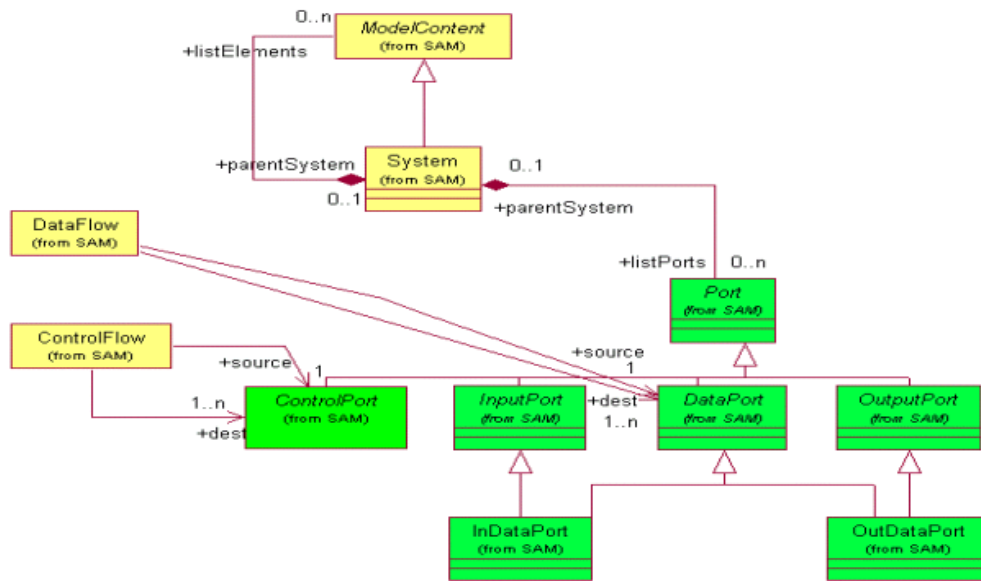 0..n
ModelContent
(from SAM)
+listElements
+parentSystem
System
(from SAM)
0..1
0..1
+parentSystem
DataFlow
(from SAM)
+listPorts
0..n
Port
(from SAM)
ControlFlow
(from SAM)
+source
1
+source
1
ControlPort
(from SAM)
1..n
+dest
InputPort
(from SAM)
+dest
1..n
DataPort
(from SAM)
OutputPort
(from SAM)
InDataPort
(from SAM)
OutDataPort
(from SAM)